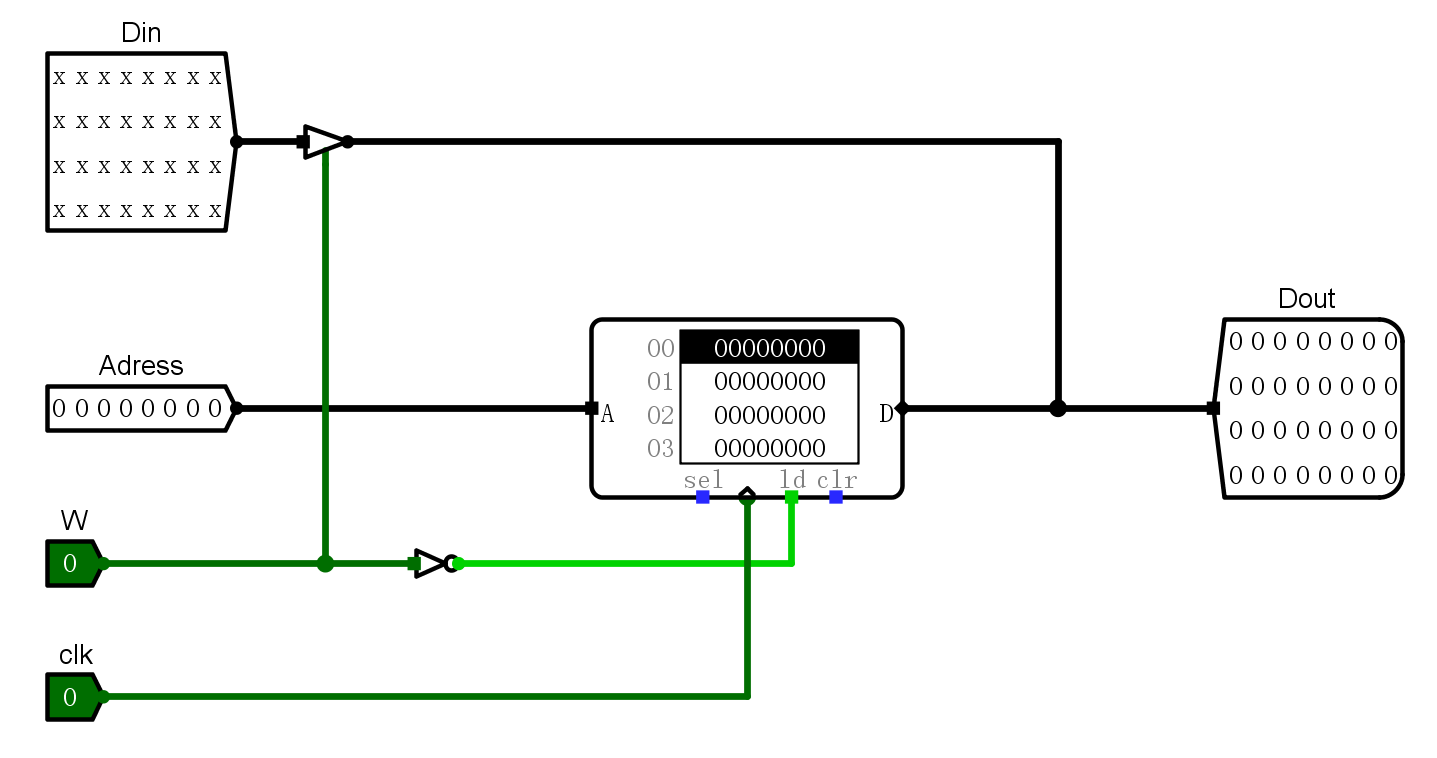 Din
x x x x x x x x
x x x x x x x x
x x x x x x x x
x x x x x x x x
Adress
0 0 0 0 0 0 0 0
W
0
clk
0
00 00000000
01 00000000
02 00000000
03 00000000
A
D
sel ld clr
Dout
0 0 0 0 0 0 0 0
0 0 0 0 0 0 0 0
0 0 0 0 0 0 0 0
0 0 0 0 0 0 0 0